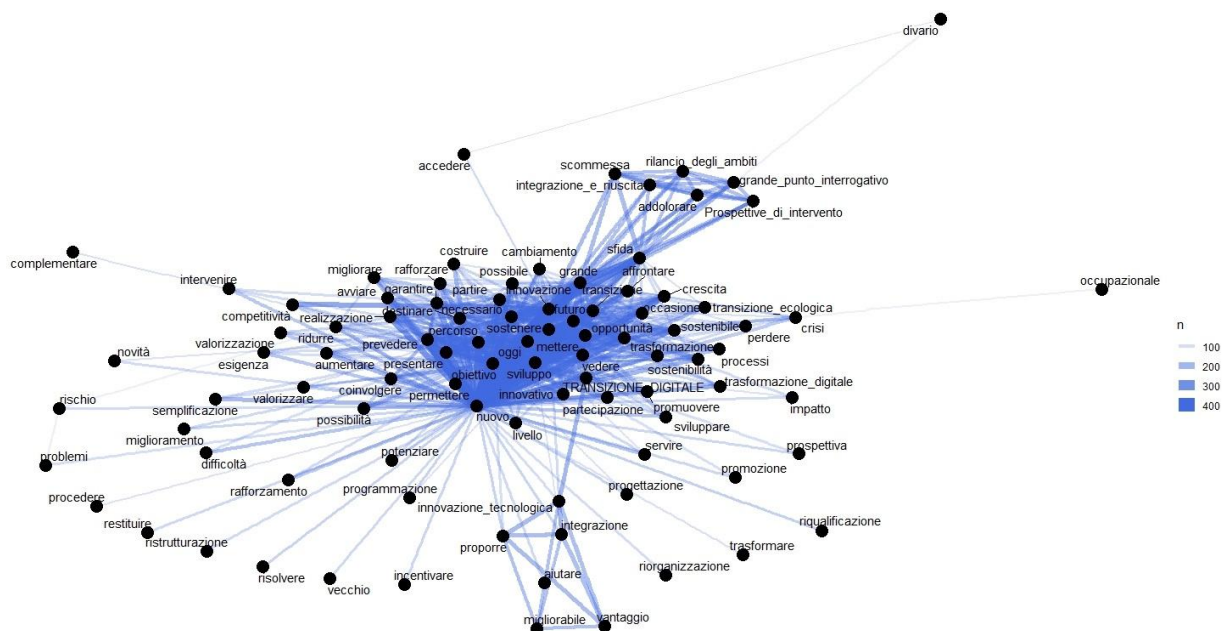 divario
accedere
scommessa
rilancio_degli_ambiti
integrazione_e_riuscita
grande_punto_interrogativo
addolorare
Prospettive_di_intervento
costruire
cambiamento
sfida
complementare
intervenire
migliorare
rafforzare
possibile
grande
affrontare
occupazionale
avviare
garantire
partire
innovazione
transizione
crescita
competitività
realizzazione
destinare
necessario
futuro
occasione
transizione_ecologica
n
valorizzazione
ridurre
percorso
sostenere
opportunità
sostenibile
perdere
crisi
100
novità
esigenza
aumentare
prevedere
presentare
oggi
mettere
trasformazione
processi
200
obiettivo
sviluppo
vedere
sostenibilità
300
rischio
semplificazione
valorizzare
coinvolgere
permettere
innovativo
TRANSIZIONE_DIGITALE
trasformazione_digitale
400
miglioramento
possibilità
nuovo
livello
partecipazione
promuovere
sviluppare
impatto
problemi
difficoltà
potenziare
servire
prospettiva
procedere
rafforzamento
programmazione
innovazione_tecnologica
progettazione
promozione
restituire
ristrutturazione
proporre
integrazione
trasformare
riqualificazione
risolvere
vecchio
incentivare
aiutare
riorganizzazione
migliorabile
vantaggio